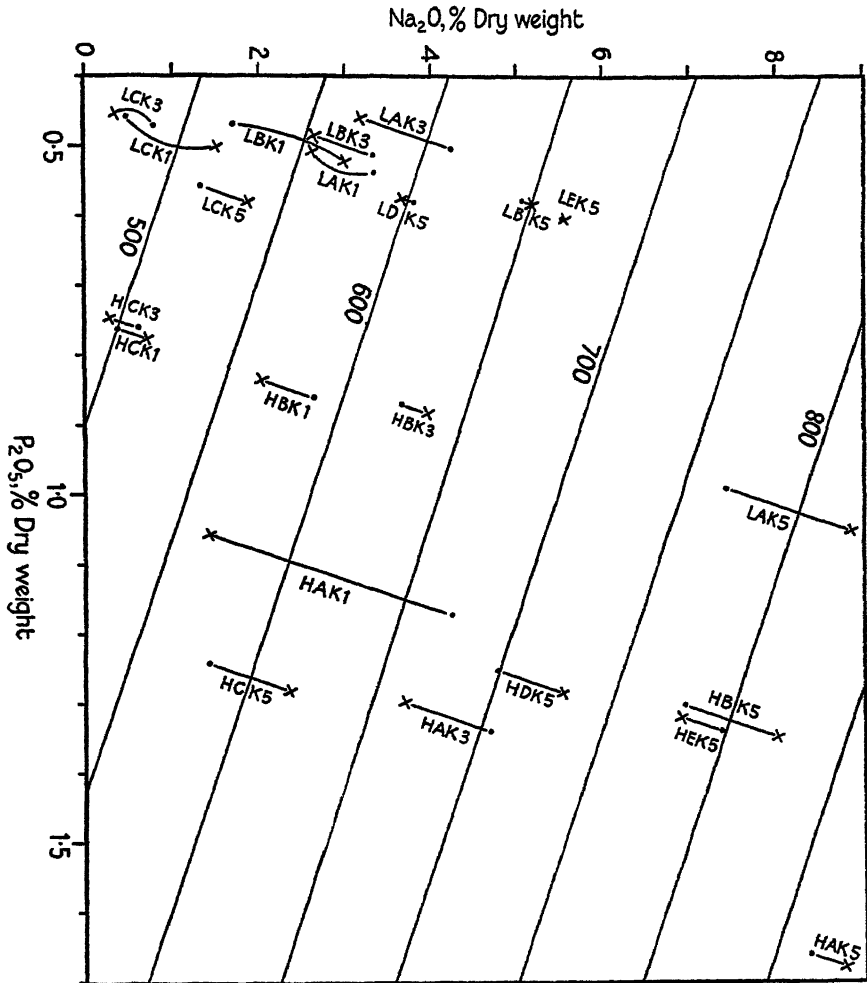 Na₂O, % Dry weight
0 2 4 6 8
LCK3
LAK3
0·5
LCK1
LBK1
LBK3
LAK1
LCK5
LDK5
LBK5
LEK5
500
600
700
800
HCK3
HCK1
HBK1
HBK3
P₂O₅, % Dry weight
1·0
LAK5
HAK1
HCK5
HAK3
HDK5
HBK5
HEK5
1·5
HAK5